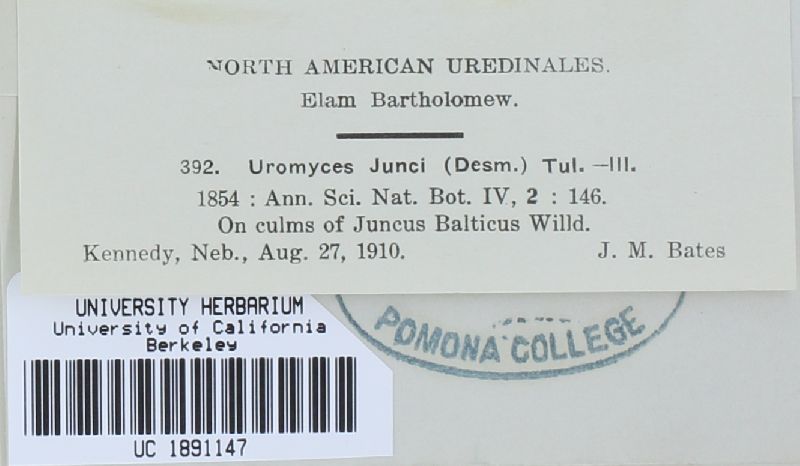 NORTH AMERICAN UREDINALES.
Elam Bartholomew.
392. Uromyces Junci (Desm.) Tul. —III.
1854 : Ann. Sci. Nat. Bot. IV, 2 : 146.
On culms of Juncus Balticus Willd.
Kennedy, Neb., Aug. 27, 1910. J. M. Bates
UNIVERSITY HERBARIUM
University of California
Berkeley
UC 1891147
POMONA COLLEGE